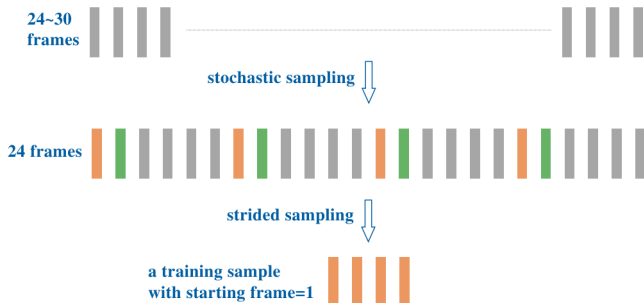 24~30
frames
stochastic sampling
24 frames
strided sampling
a training sample
with starting frame=1